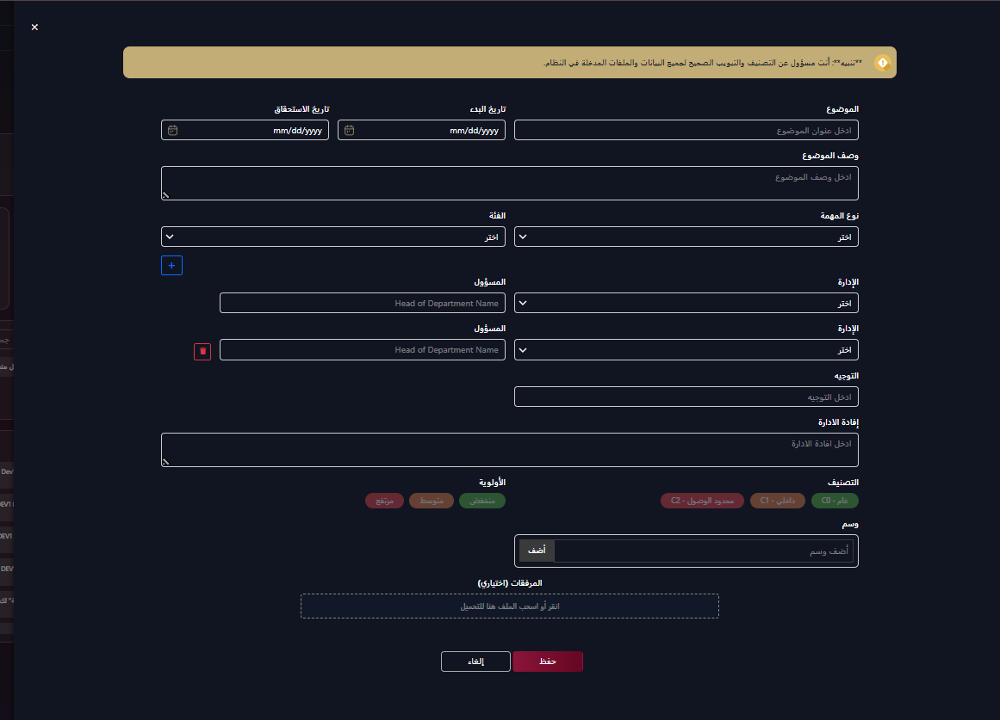 ×
**تنبيه**: أنت مسؤول عن التصنيف والتبويب الصحيح لجميع البيانات والملفات المدخلة في النظام.
الموضوع
تاريخ البدء
تاريخ الاستحقاق
ادخل عنوان الموضوع
mm/dd/yyyy
mm/dd/yyyy
وصف الموضوع
ادخل وصف الموضوع
نوع المهمة
الفئة
اختر
اختر
+
الإدارة
المسؤول
اختر
Head of Department Name
الإدارة
المسؤول
اختر
Head of Department Name
التوجيه
ادخل التوجيه
إفادة الادارة
ادخل افادة الادارة
التصنيف
الأولوية
عام - C0
داخلي - C1
محدود الوصول - C2
منخفض
متوسط
مرتفع
وسم
أضف وسم
أضف
المرفقات (اختياري)
انقر أو اسحب الملف هنا للتحميل
حفظ
إلغاء